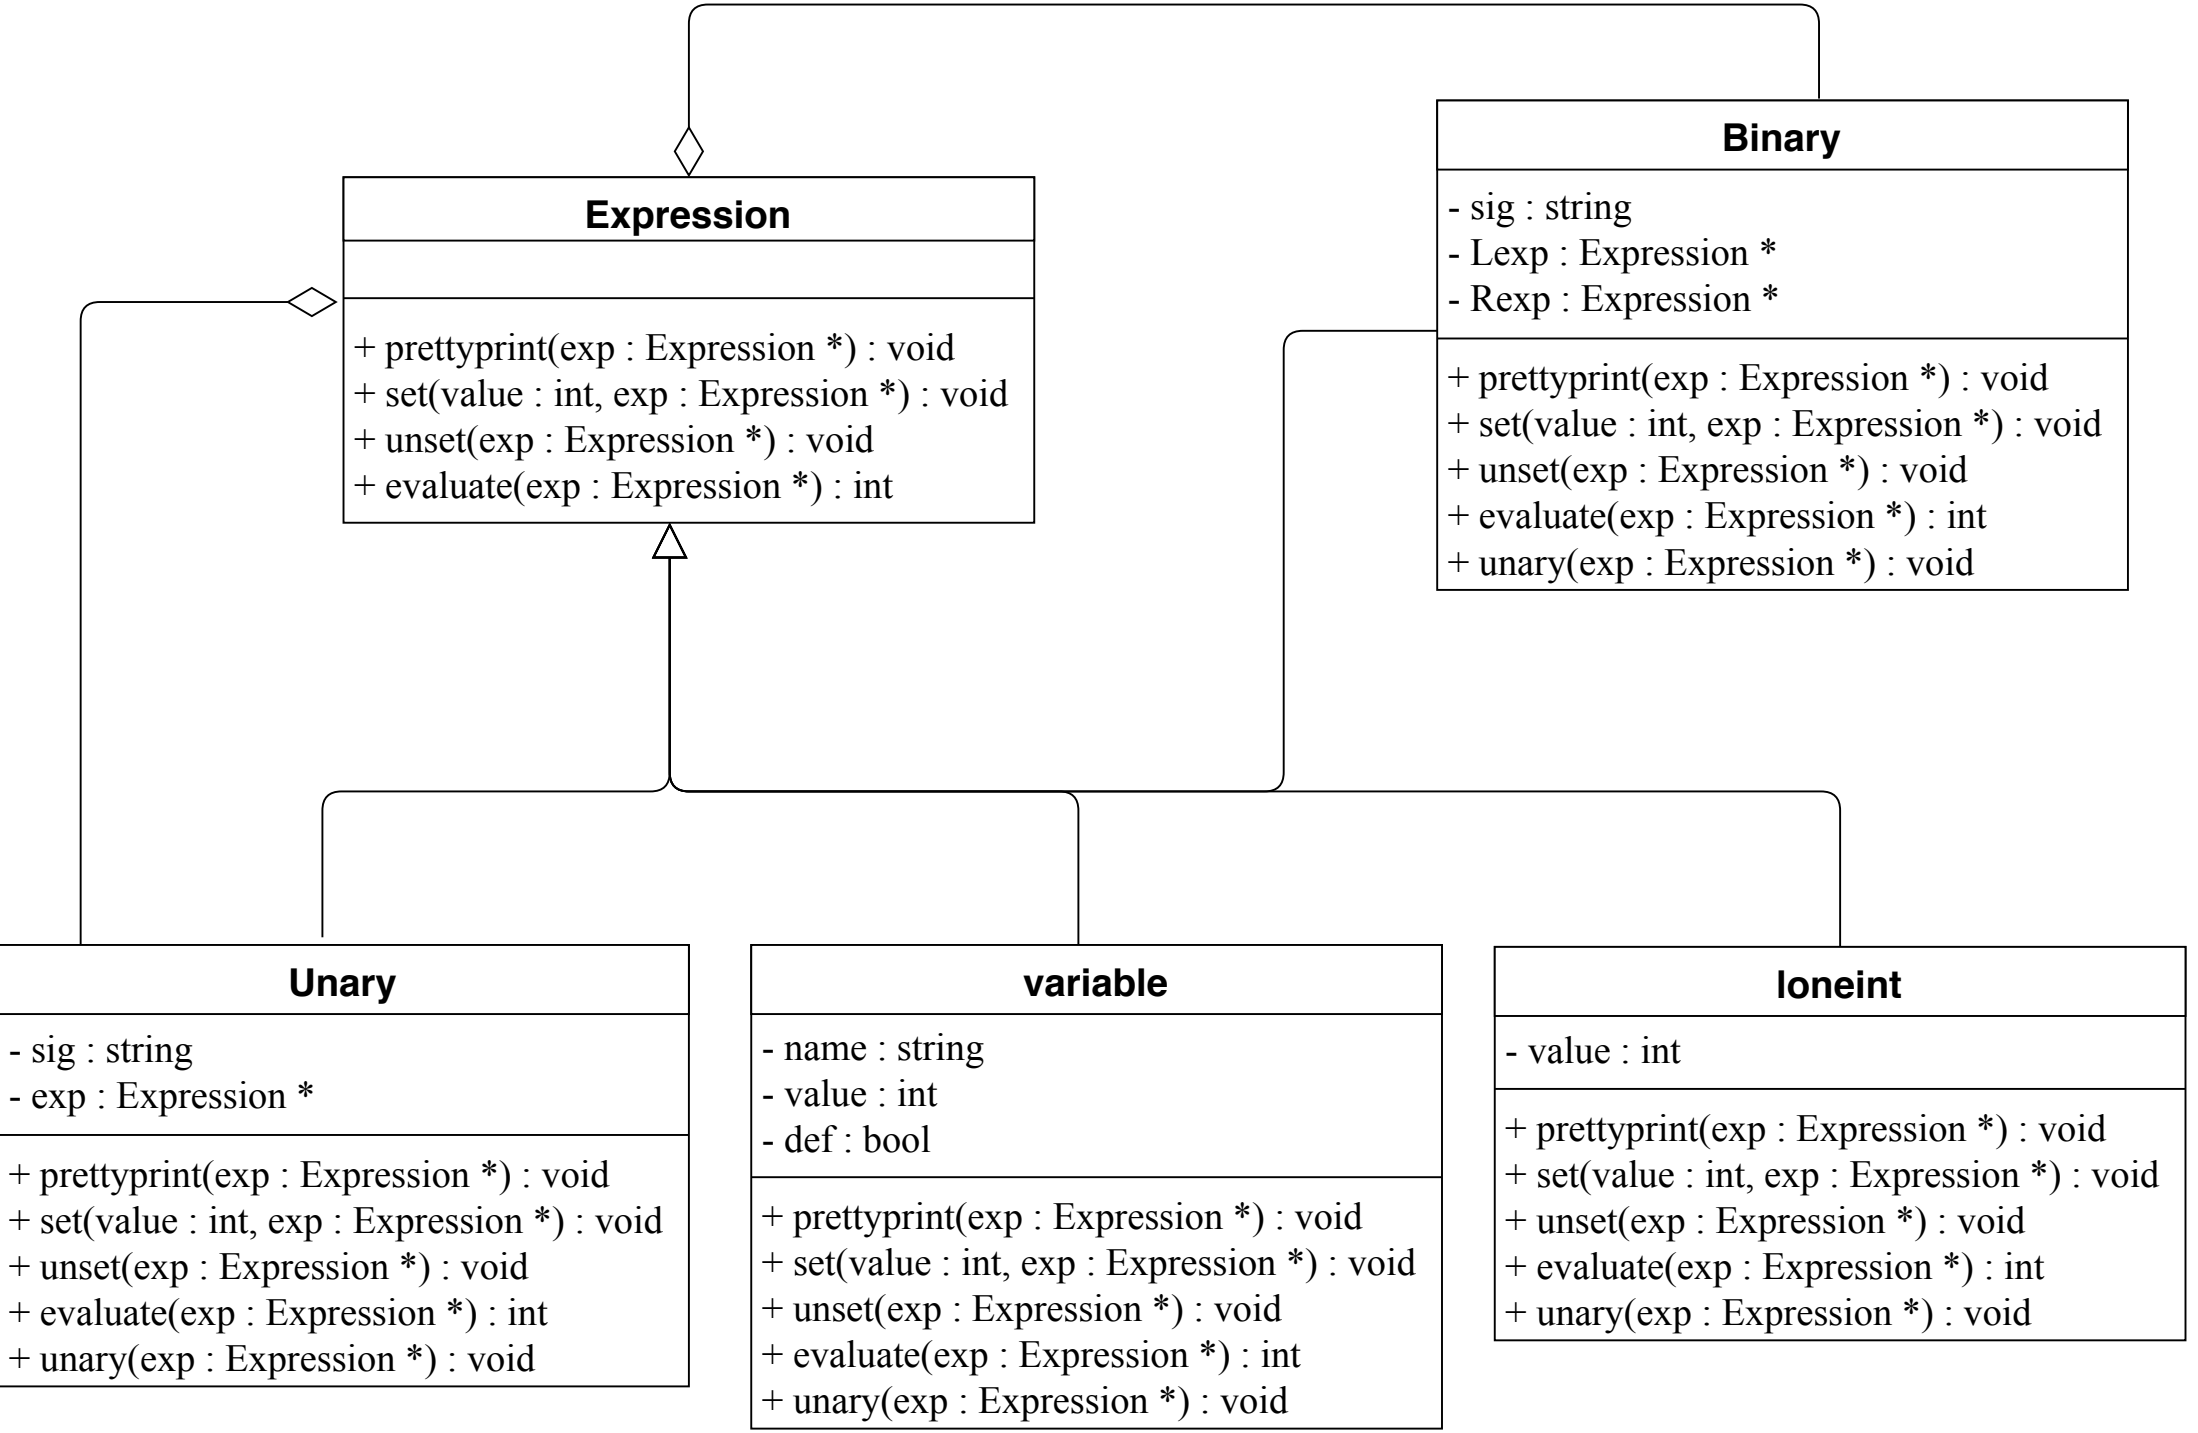 Expression
+ prettyprint(exp : Expression *) : void
+ set(value : int, exp : Expression *) : void
+ unset(exp : Expression *) : void
+ evaluate(exp : Expression *) : int
Binary
- sig : string
- Lexp : Expression *
- Rexp : Expression *
+ prettyprint(exp : Expression *) : void
+ set(value : int, exp : Expression *) : void
+ unset(exp : Expression *) : void
+ evaluate(exp : Expression *) : int
+ unary(exp : Expression *) : void
Unary
- sig : string
- exp : Expression *
+ prettyprint(exp : Expression *) : void
+ set(value : int, exp : Expression *) : void
+ unset(exp : Expression *) : void
+ evaluate(exp : Expression *) : int
+ unary(exp : Expression *) : void
variable
- name : string
- value : int
- def : bool
+ prettyprint(exp : Expression *) : void
+ set(value : int, exp : Expression *) : void
+ unset(exp : Expression *) : void
+ evaluate(exp : Expression *) : int
+ unary(exp : Expression *) : void
loneint
- value : int
+ prettyprint(exp : Expression *) : void
+ set(value : int, exp : Expression *) : void
+ unset(exp : Expression *) : void
+ evaluate(exp : Expression *) : int
+ unary(exp : Expression *) : void